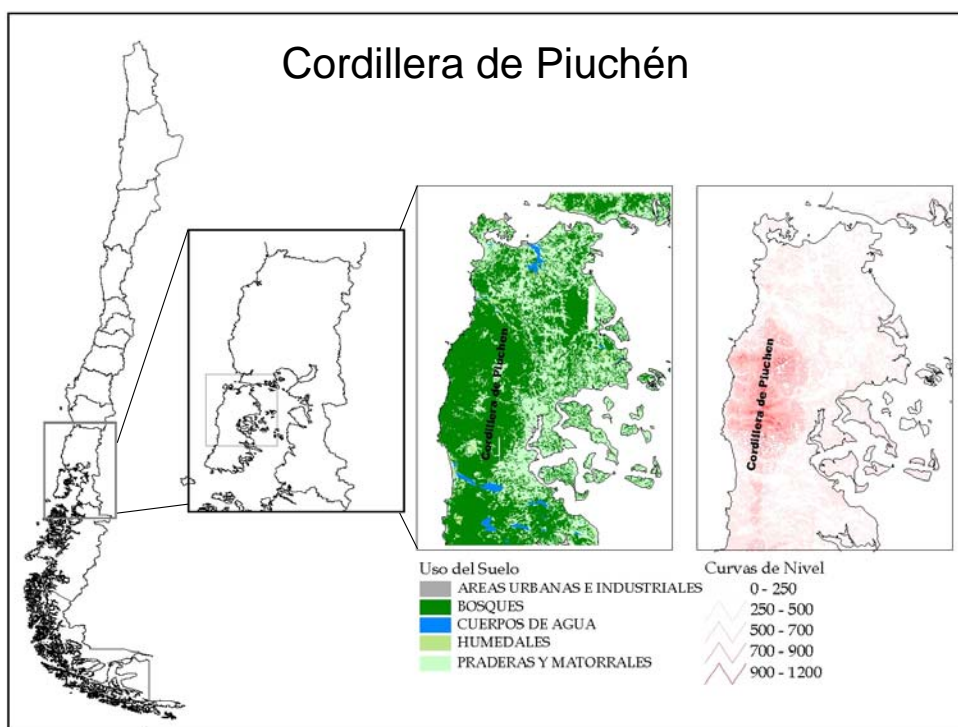 Cordillera de Piuchén
Cordillera de Piuchen
Cordillera de Piuchen
Uso del Suelo
AREAS URBANAS E INDUSTRIALES
BOSQUES
CUERPOS DE AGUA
HUMEDALES
PRADERAS Y MATORRALES
Curvas de Nivel
0 - 250
250 - 500
500 - 700
700 - 900
900 - 1200